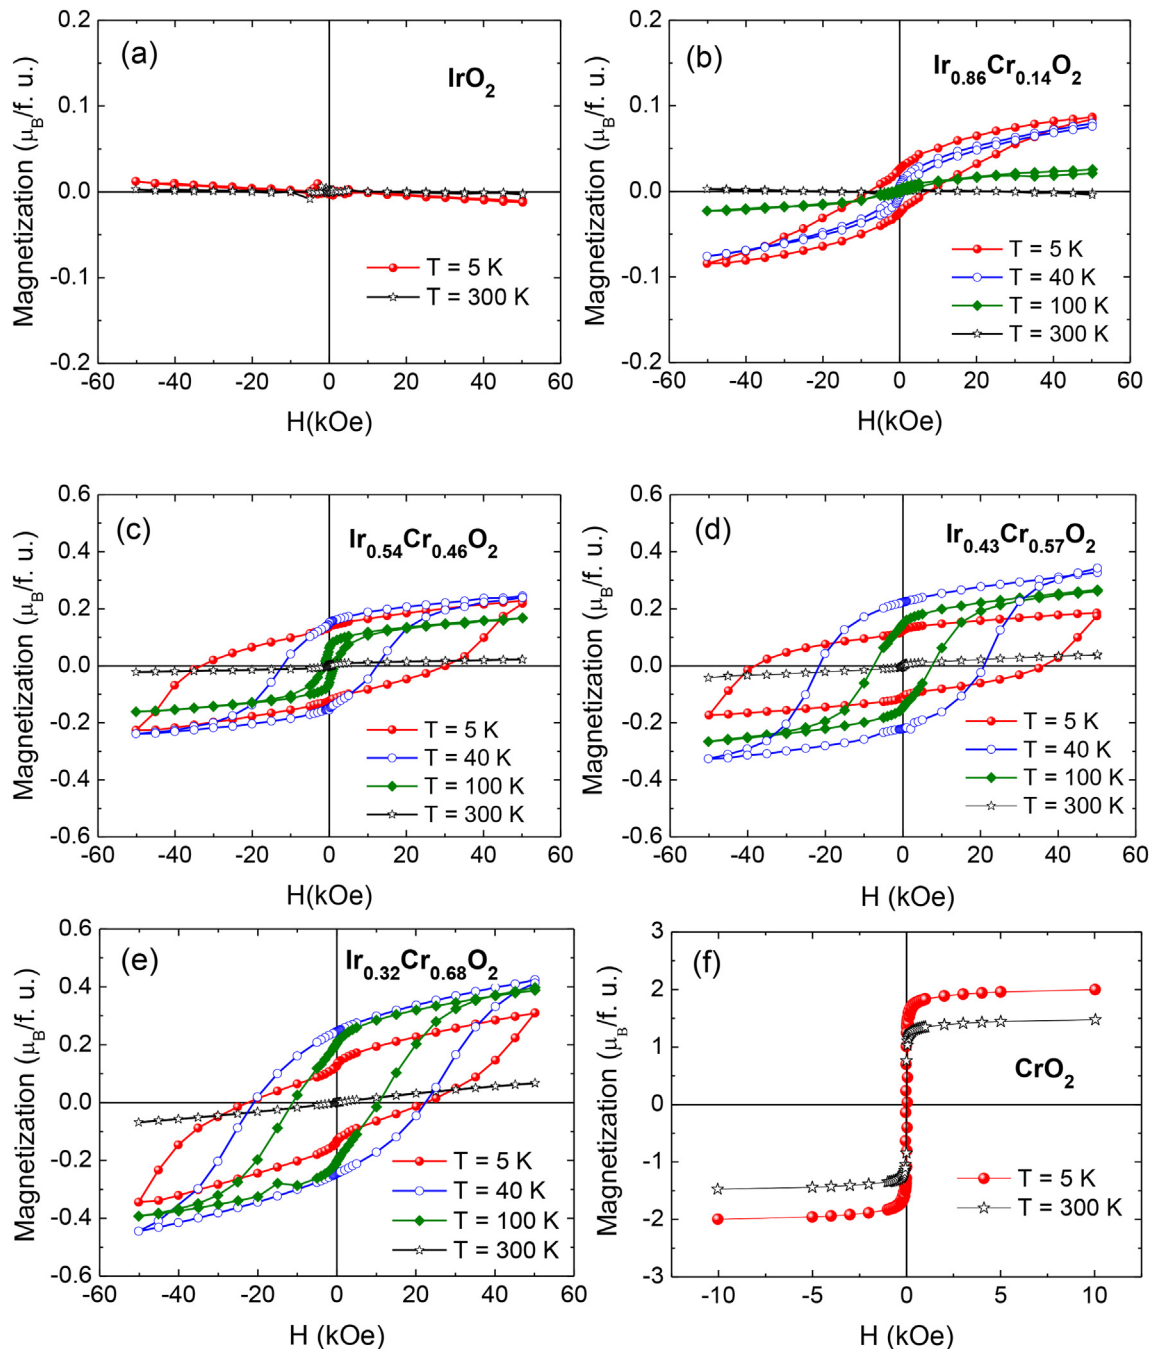 (a)
IrO2
Magnetization (μB/f. u.)
0.2
0.1
0.0
-0.1
-0.2
T = 5 K
T = 300 K
-60 -40 -20 0 20 40 60
H(kOe)
(b)
Ir0.86Cr0.14O2
Magnetization (μB/f. u.)
0.2
0.1
0.0
-0.1
-0.2
T = 5 K
T = 40 K
T = 100 K
T = 300 K
-60 -40 -20 0 20 40 60
H (kOe)
(c)
Ir0.54Cr0.46O2
Magnetization (μB/f. u.)
0.6
0.4
0.2
0.0
-0.2
-0.4
-0.6
T = 5 K
T = 40 K
T = 100 K
T = 300 K
-60 -40 -20 0 20 40 60
H(kOe)
(d)
Ir0.43Cr0.57O2
Magnetization (μB/f. u.)
0.6
0.4
0.2
0.0
-0.2
-0.4
-0.6
T = 5 K
T = 40 K
T = 100 K
T = 300 K
-60 -40 -20 0 20 40 60
H (kOe)
(e)
Ir0.32Cr0.68O2
Magnetization (μB/f. u.)
0.6
0.4
0.2
0.0
-0.2
-0.4
-0.6
T = 5 K
T = 40 K
T = 100 K
T = 300 K
-60 -40 -20 0 20 40 60
H (kOe)
(f)
CrO2
Magnetization (μB/f. u.)
3
2
1
0
-1
-2
-3
T = 5 K
T = 300 K
-10 -5 0 5 10
H (kOe)